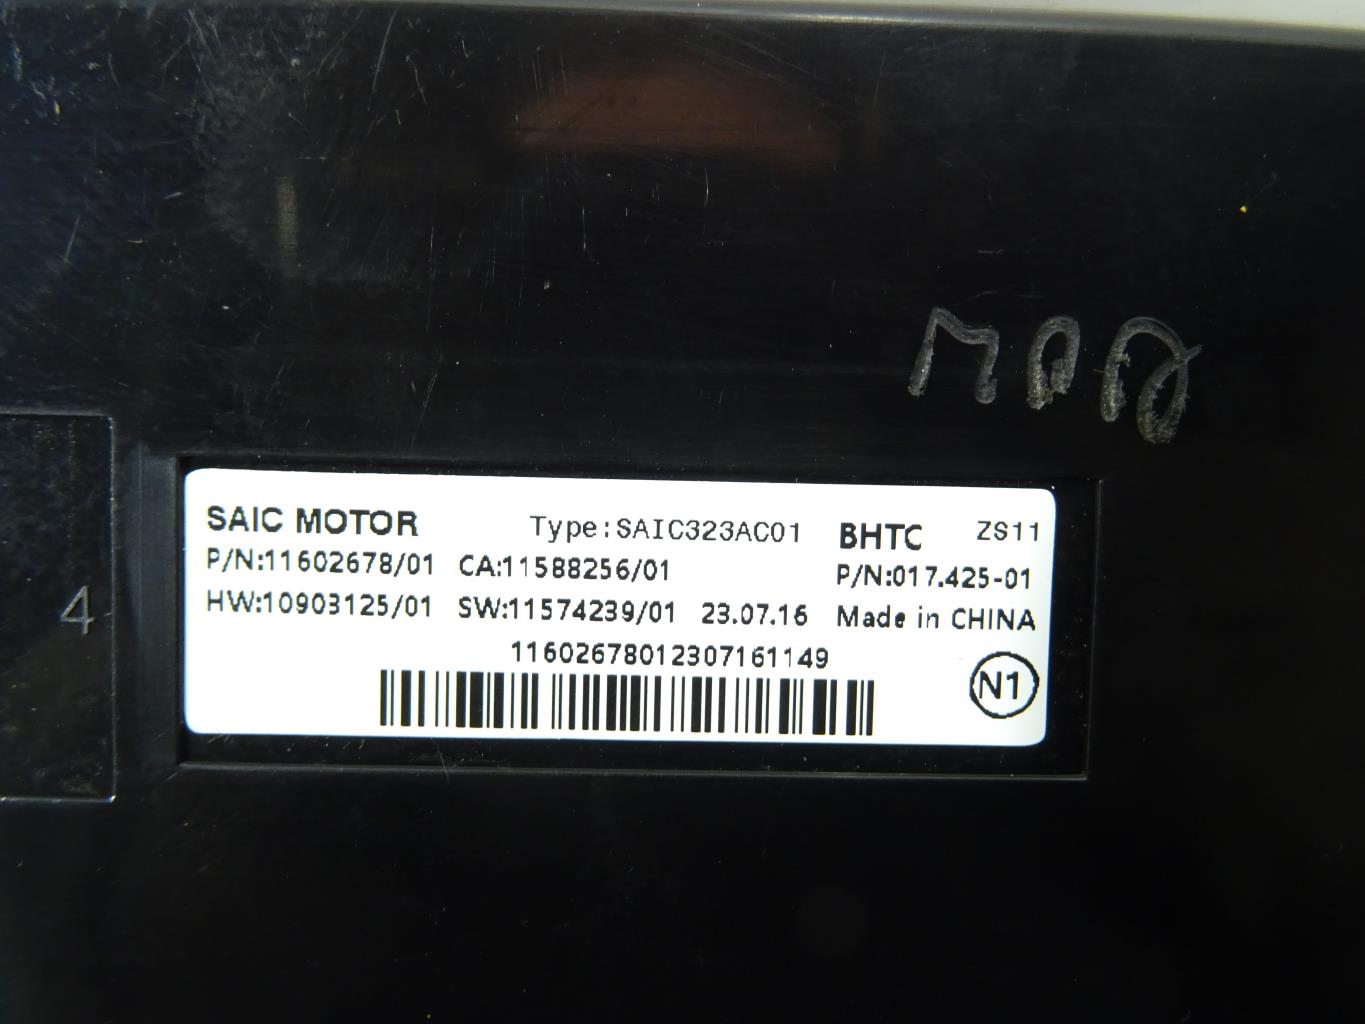 4
SAIC MOTOR Type:SAIC323AC01 BHTC ZS11
P/N:11602678/01 CA:11588256/01 P/N:017.425-01
HW:10903125/01 SW:11574239/01 23.07.16 Made in CHINA
11602678012307161149
N1